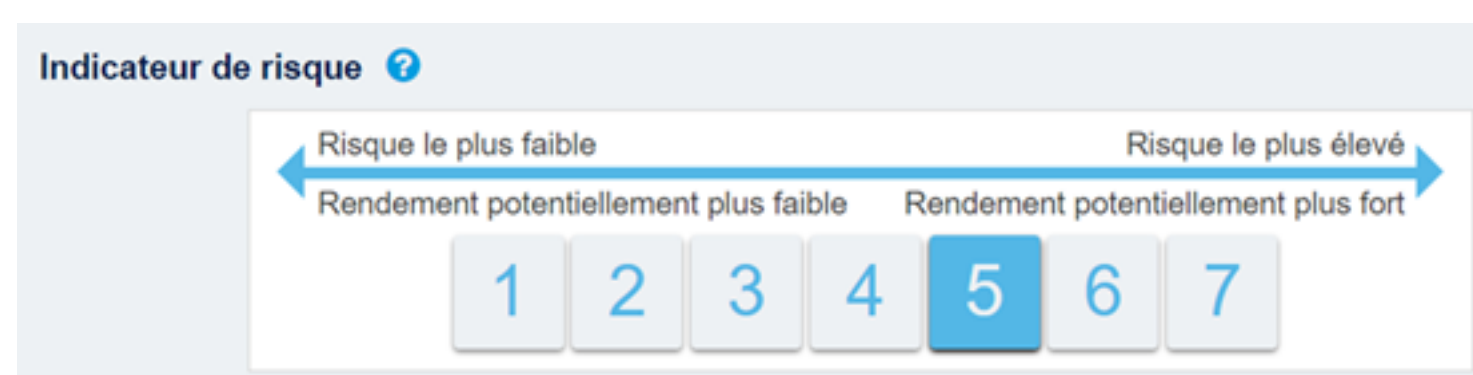 Indicateur de risque ?
Risque le plus faible Risque le plus élevé
Rendement potentiellement plus faible Rendement potentiellement plus fort
1 2 3 4 5 6 7